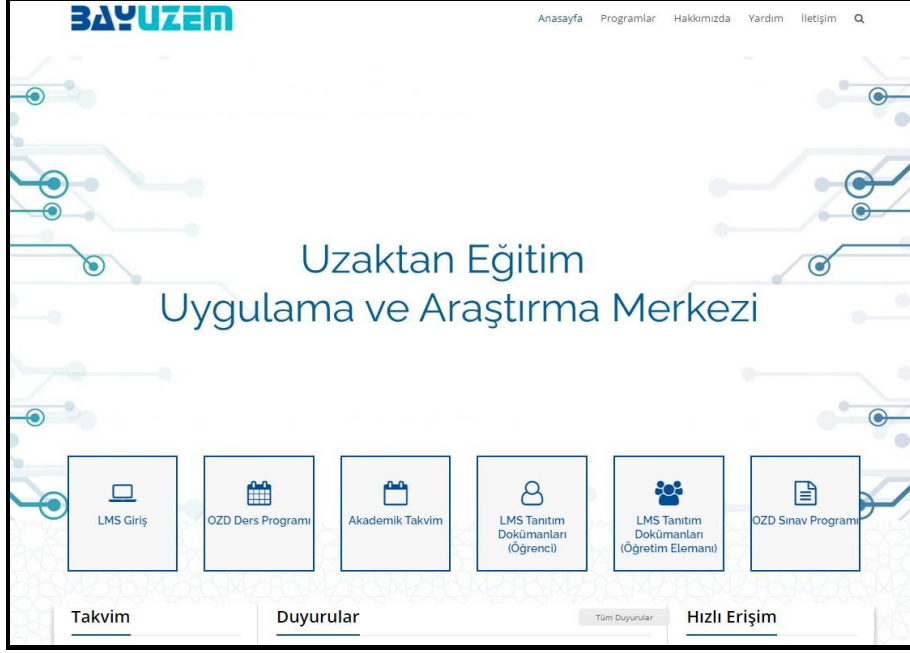 BAYUZEM
Anasayfa Programlar Hakkımızda Yardım İletişim
Uzaktan Eğitim
Uygulama ve Araştırma Merkezi
LMS Giriş
OZD Ders Programı
Akademik Takvim
LMS Tanıtım
Dokümanları
(Öğrenci)
LMS Tanıtım
Dokümanları
(Öğretim Elemanı)
OZD Sınav Programı
Takvim
Duyurular
Tüm Duyurular
Hızlı Erişim